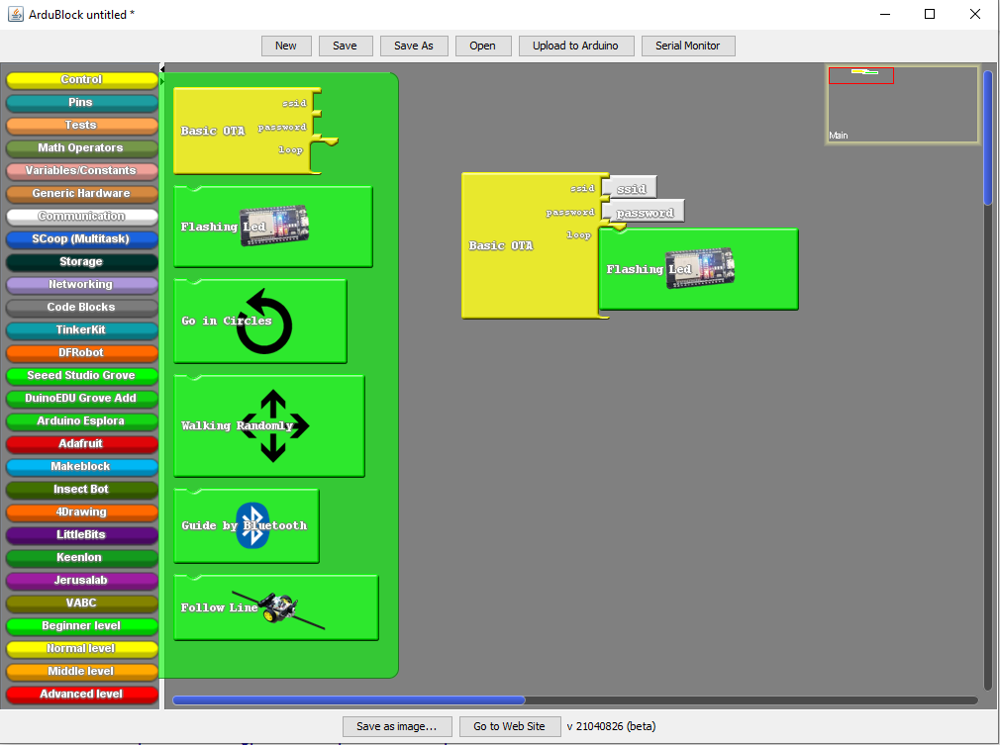 ArduBlock untitled *
New Save Save As Open Upload to Arduino Serial Monitor
Control
Pins
Tests
Math Operators
Variables/Constants
Generic Hardware
Communication
SCoop (Multitask)
Storage
Networking
Code Blocks
TinkerKit
DFRobot
Seeed Studio Grove
DuinoEDU Grove Add
Arduino Esplora
Adafruit
Makeblock
Insect Bot
4Drawing
LittleBits
Keenlon
Jerusalab
VABC
Beginner level
Normal level
Middle level
Advanced level
ssid
Basic OTA password
loop
Flashing Led
Go in Circles
Walking Randomly
Guide by Bluetooth
Follow Line
ssid ssid
password password
loop
Basic OTA
Flashing Led
Main
Save as image... Go to Web Site v 21040826 (beta)